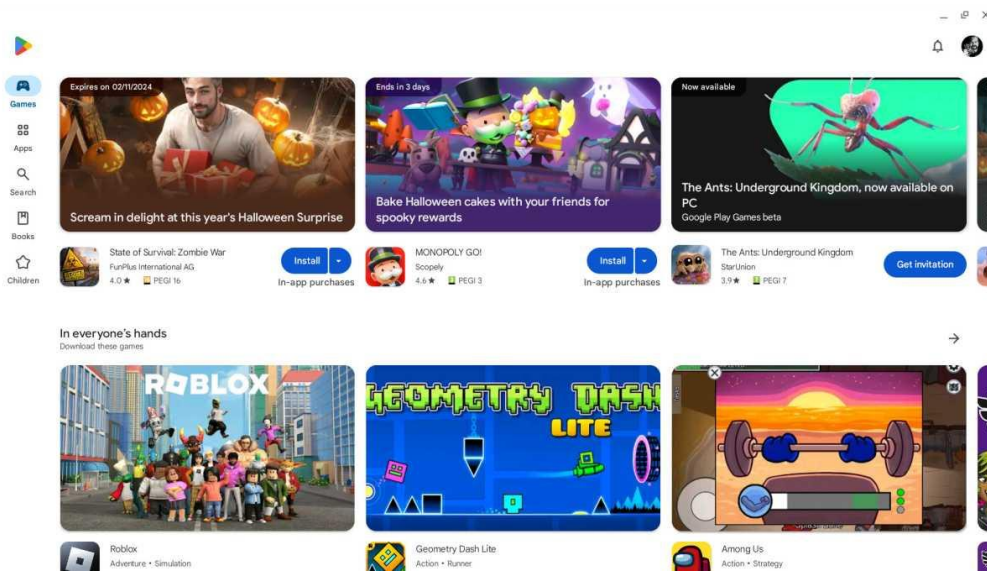 Games
Apps
Search
Books
Children
Expires on 02/11/2024
Scream in delight at this year's Halloween Surprise
State of Survival: Zombie War
FunPlus International AG
4.0★ PEGI 16
Install
In-app purchases
Ends in 3 days
Bake Halloween cakes with your friends for
spooky rewards
MONOPOLY GO!
Scopely
4.6★ PEGI 3
Install
In-app purchases
Now available
The Ants: Underground Kingdom, now available on
PC
Google Play Games beta
The Ants: Underground Kingdom
StarUnion
3.9★ PEGI 7
Get invitation
In everyone's hands
Download these games
ROBLOX
Roblox
Adventure • Simulation
GEOMETRY DASH
LITE
Geometry Dash Lite
Action • Runner
Among Us
Action • Strategy